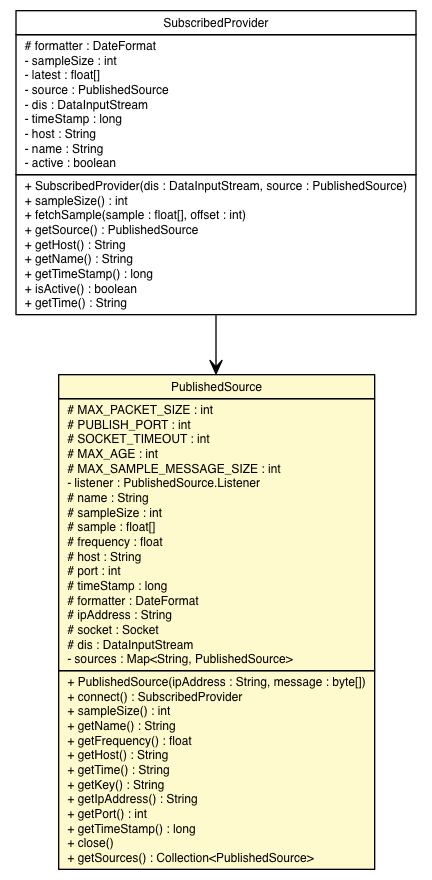 SubscribedProvider
# formatter : DateFormat
- sampleSize : int
- latest : float[]
- source : PublishedSource
- dis : DataInputStream
- timeStamp : long
- host : String
- name : String
- active : boolean
+ SubscribedProvider(dis : DataInputStream, source : PublishedSource)
+ sampleSize() : int
+ fetchSample(sample : float[], offset : int)
+ getSource() : PublishedSource
+ getHost() : String
+ getName() : String
+ getTimeStamp() : long
+ isActive() : boolean
+ getTime() : String
PublishedSource
# MAX_PACKET_SIZE : int
# PUBLISH_PORT : int
# SOCKET_TIMEOUT : int
# MAX_AGE : int
# MAX_SAMPLE_MESSAGE_SIZE : int
- listener : PublishedSource.Listener
# name : String
# sampleSize : int
# sample : float[]
# frequency : float
# host : String
# port : int
# timeStamp : long
# formatter : DateFormat
# ipAddress : String
# socket : Socket
# dis : DataInputStream
- sources : Map<String, PublishedSource>
+ PublishedSource(ipAddress : String, message : byte[])
+ connect() : SubscribedProvider
+ sampleSize() : int
+ getName() : String
+ getFrequency() : float
+ getHost() : String
+ getTime() : String
+ getKey() : String
+ getIpAddress() : String
+ getPort() : int
+ getTimeStamp() : long
+ close()
+ getSources() : Collection<PublishedSource>